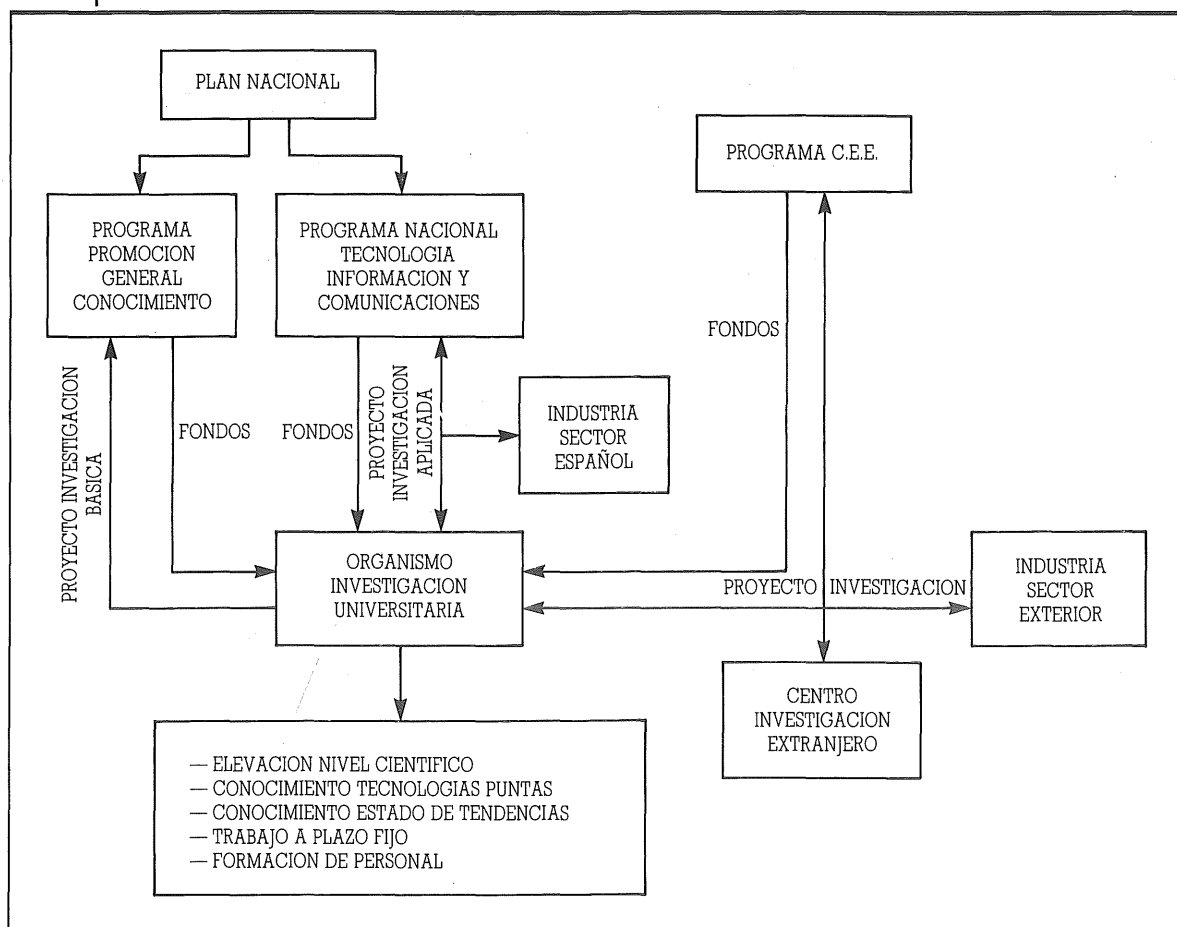 PLAN NACIONAL
PROGRAMA C.E.E.
PROGRAMA
PROMOCION
GENERAL
CONOCIMIENTO
PROGRAMA NACIONAL
TECNOLOGIA
INFORMACION Y
COMUNICACIONES
FONDOS
PROYECTO INVESTIGACION
BASICA
FONDOS
FONDOS
PROYECTO
INVESTIGACION
APLICADA
INDUSTRIA
SECTOR
ESPAÑOL
ORGANISMO
INVESTIGACION
UNIVERSITARIA
PROYECTO INVESTIGACION
INDUSTRIA
SECTOR
EXTERIOR
CENTRO
INVESTIGACION
EXTRANJERO
— ELEVACION NIVEL CIENTIFICO
— CONOCIMIENTO TECNOLOGIAS PUNTAS
— CONOCIMIENTO ESTADO DE TENDENCIAS
— TRABAJO A PLAZO FIJO
— FORMACION DE PERSONAL